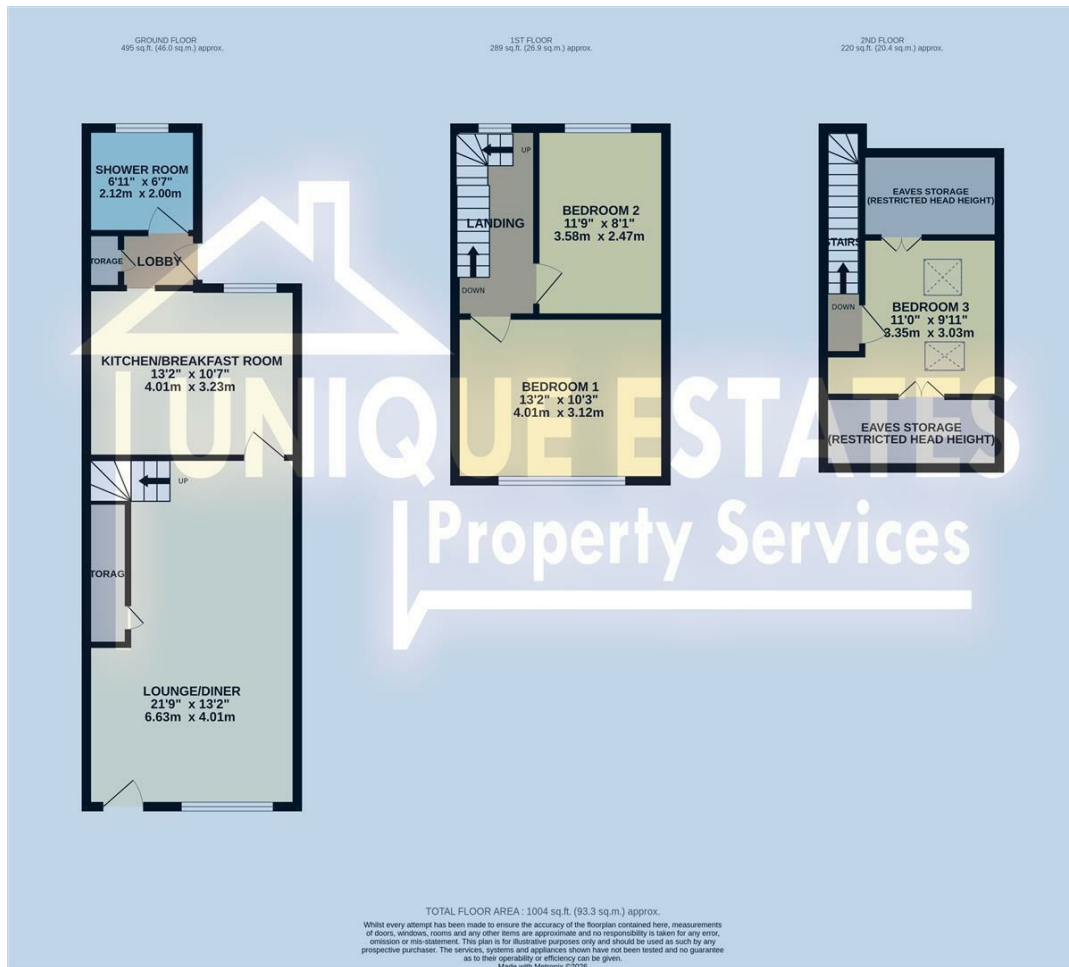 GROUND FLOOR
495 sq.ft. (46.0 sq.m.) approx.
1ST FLOOR
289 sq.ft. (26.9 sq.m.) approx.
2ND FLOOR
220 sq.ft. (20.4 sq.m.) approx.
SHOWER ROOM
6'11" x 6'7"
2.12m x 2.00m
TORAGE
LOBBY
KITCHEN/BREAKFAST ROOM
13'2" x 10'7"
4.01m x 3.23m
UP
TORAG
LOUNGE/DINER
21'9" x 13'2"
6.63m x 4.01m
UP
LANDING
DOWN
BEDROOM 2
11'9" x 8'1"
3.58m x 2.47m
BEDROOM 1
13'2" x 10'3"
4.01m x 3.12m
EAVES STORAGE
(RESTRICTED HEAD HEIGHT)
STAIRS
DOWN
BEDROOM 3
11'0" x 9'11"
3.35m x 3.03m
EAVES STORAGE
(RESTRICTED HEAD HEIGHT)
UNIQUE ESTATES
Property Services
TOTAL FLOOR AREA : 1004 sq.ft. (93.3 sq.m.) approx.
Whilst every attempt has been made to ensure the accuracy of the floorplan contained here, measurements
of doors, windows, rooms and any other items are approximate and no responsibility is taken for any error,
omission or mis-statement. This plan is for illustrative purposes only and should be used as such by any
prospective purchaser. The services, systems and appliances shown have not been tested and no guarantee
as to their operability or efficiency can be given.
Made with Metropix ©2026